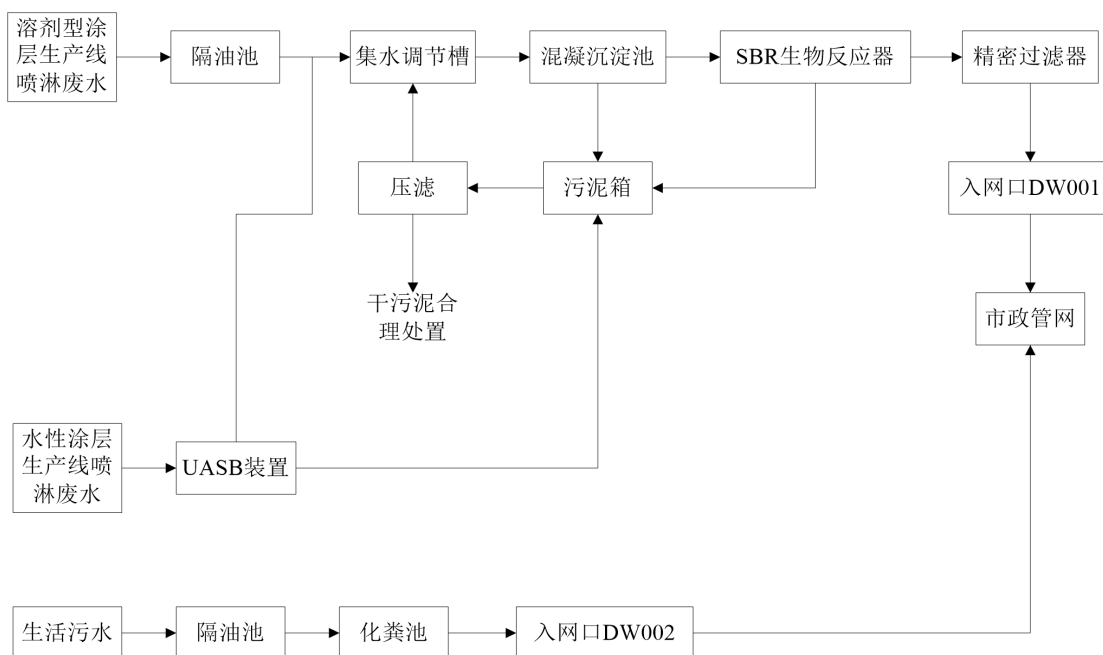 溶剂型涂
层生产线
喷淋废水
隔油池
集水调节槽
混凝沉淀池
SBR生物反应器
精密过滤器
压滤
污泥箱
入网口DW001
干污泥合
理处置
市政管网
水性涂层
生产线喷
淋废水
UASB装置
生活污水
隔油池
化粪池
入网口DW002